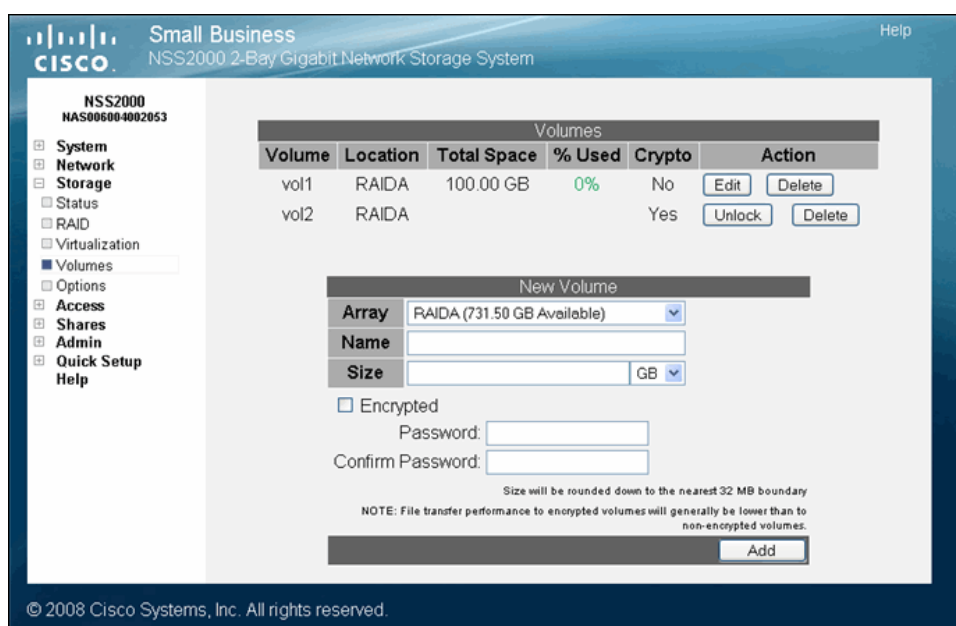 CISCO.
Small Business
NSS2000 2-Bay Gigabit Network Storage System
Help
NSS2000
NAS006004002053
System
Network
Storage
Status
RAID
Virtualization
Volumes
Options
Access
Shares
Admin
Quick Setup
Help
Volumes
Volume Location Total Space % Used Crypto Action
vol1 RAIDA 100.00 GB 0% No Edit Delete
vol2 RAIDA Yes Unlock Delete
New Volume
Array RAIDA (731.50 GB Available)
Name
Size GB
Encrypted
Password:
Confirm Password:
Size will be rounded down to the nearest 32 MB boundary
NOTE: File transfer performance to encrypted volumes will generally be lower than to
non-encrypted volumes.
Add
© 2008 Cisco Systems, Inc. All rights reserved.